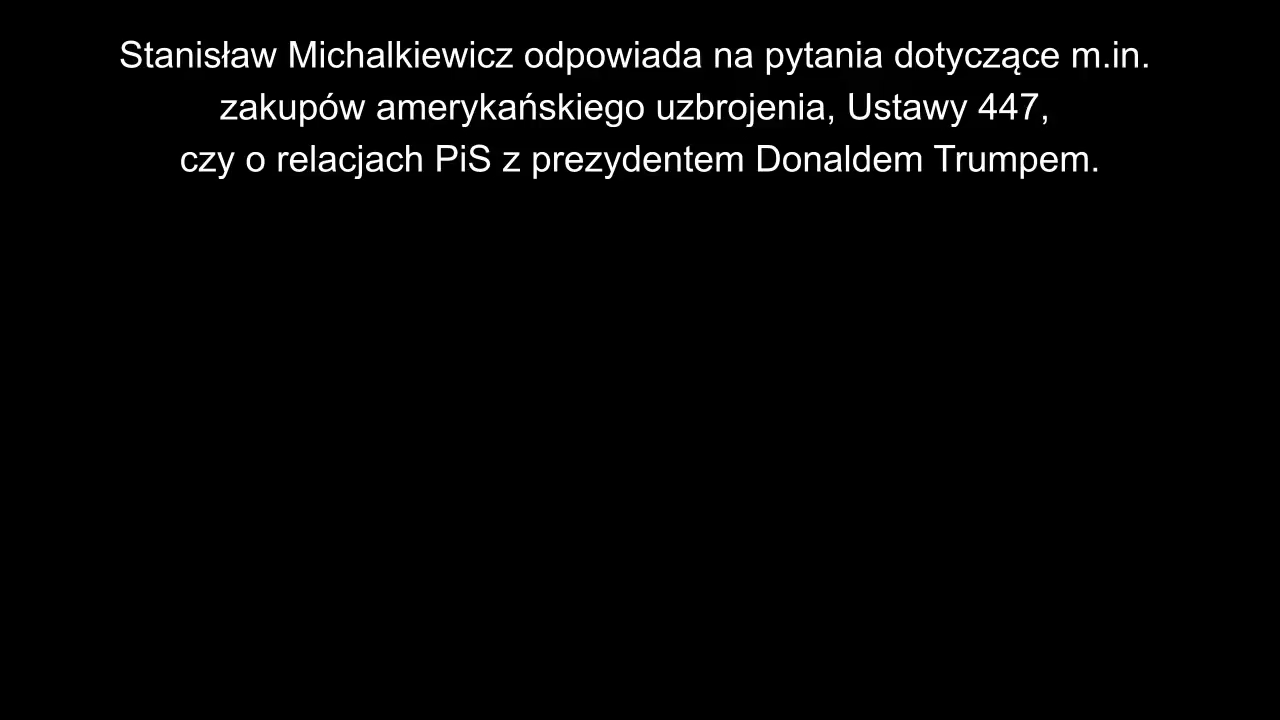 Stanisław Michalkiewicz odpowiada na pytania dotyczące m.in.
zakupów amerykańskiego uzbrojenia, Ustawy 447,
czy o relacjach PiS z prezydentem Donaldem Trumpem.